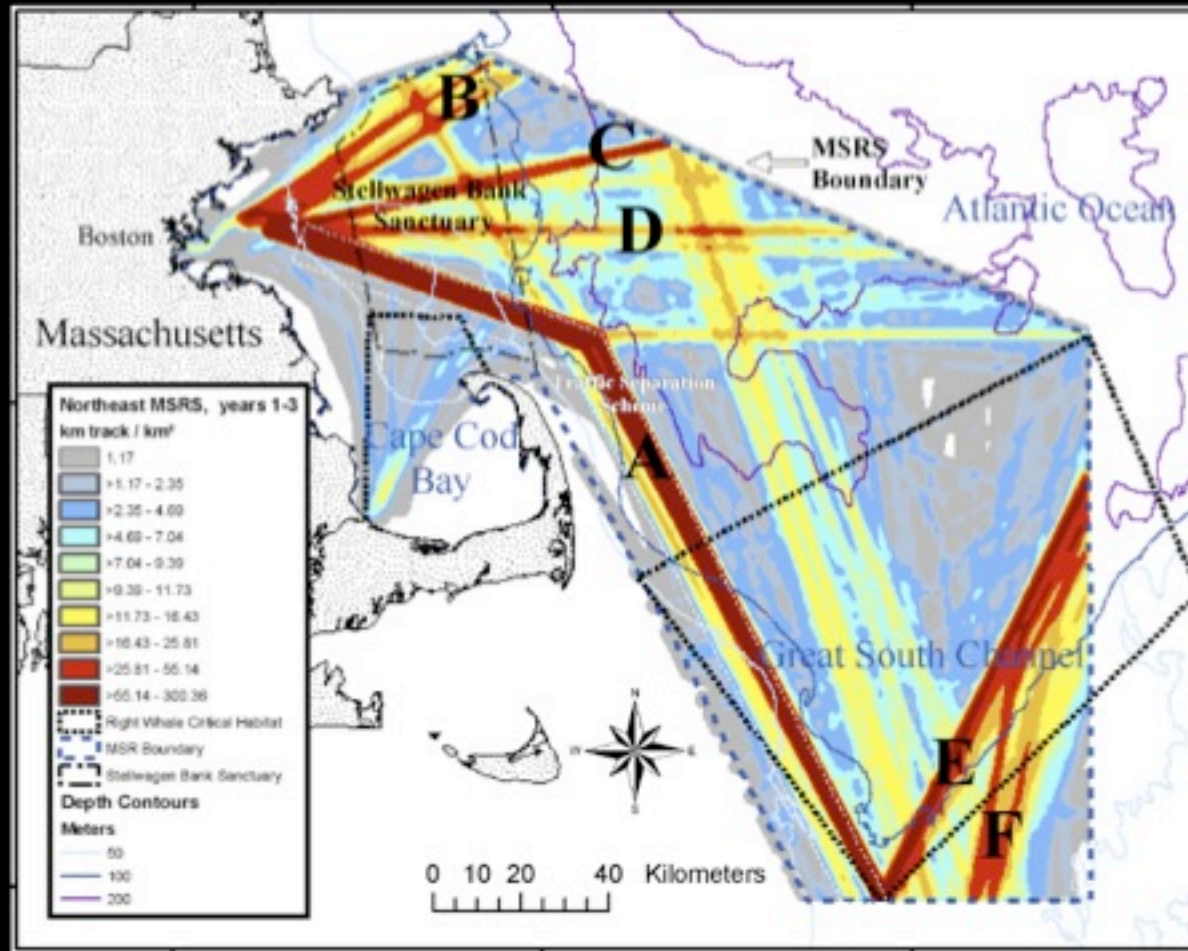 B
C
MSRS
Boundary
Stellwagen Bank
Sanctuary
Atlantic Ocean
Boston
D
Massachusetts
Traffic Separation
Scheme
A
Cape Cod
Bay
Northeast MSRS, years 1-3
km track / km²
1.17
>1.17 - 2.35
>2.35 - 4.69
>4.69 - 7.04
>7.04 - 9.39
>9.39 - 11.73
>11.73 - 16.43
>16.43 - 25.81
>25.81 - 55.14
>55.14 - 300.36
Right Whale Critical Habitat
MSR Boundary
Stellwagen Bank Sanctuary
Depth Contours
Meters
50
100
200
Great South Channel
E
F
N
W
E
S
0 10 20 40 Kilometers